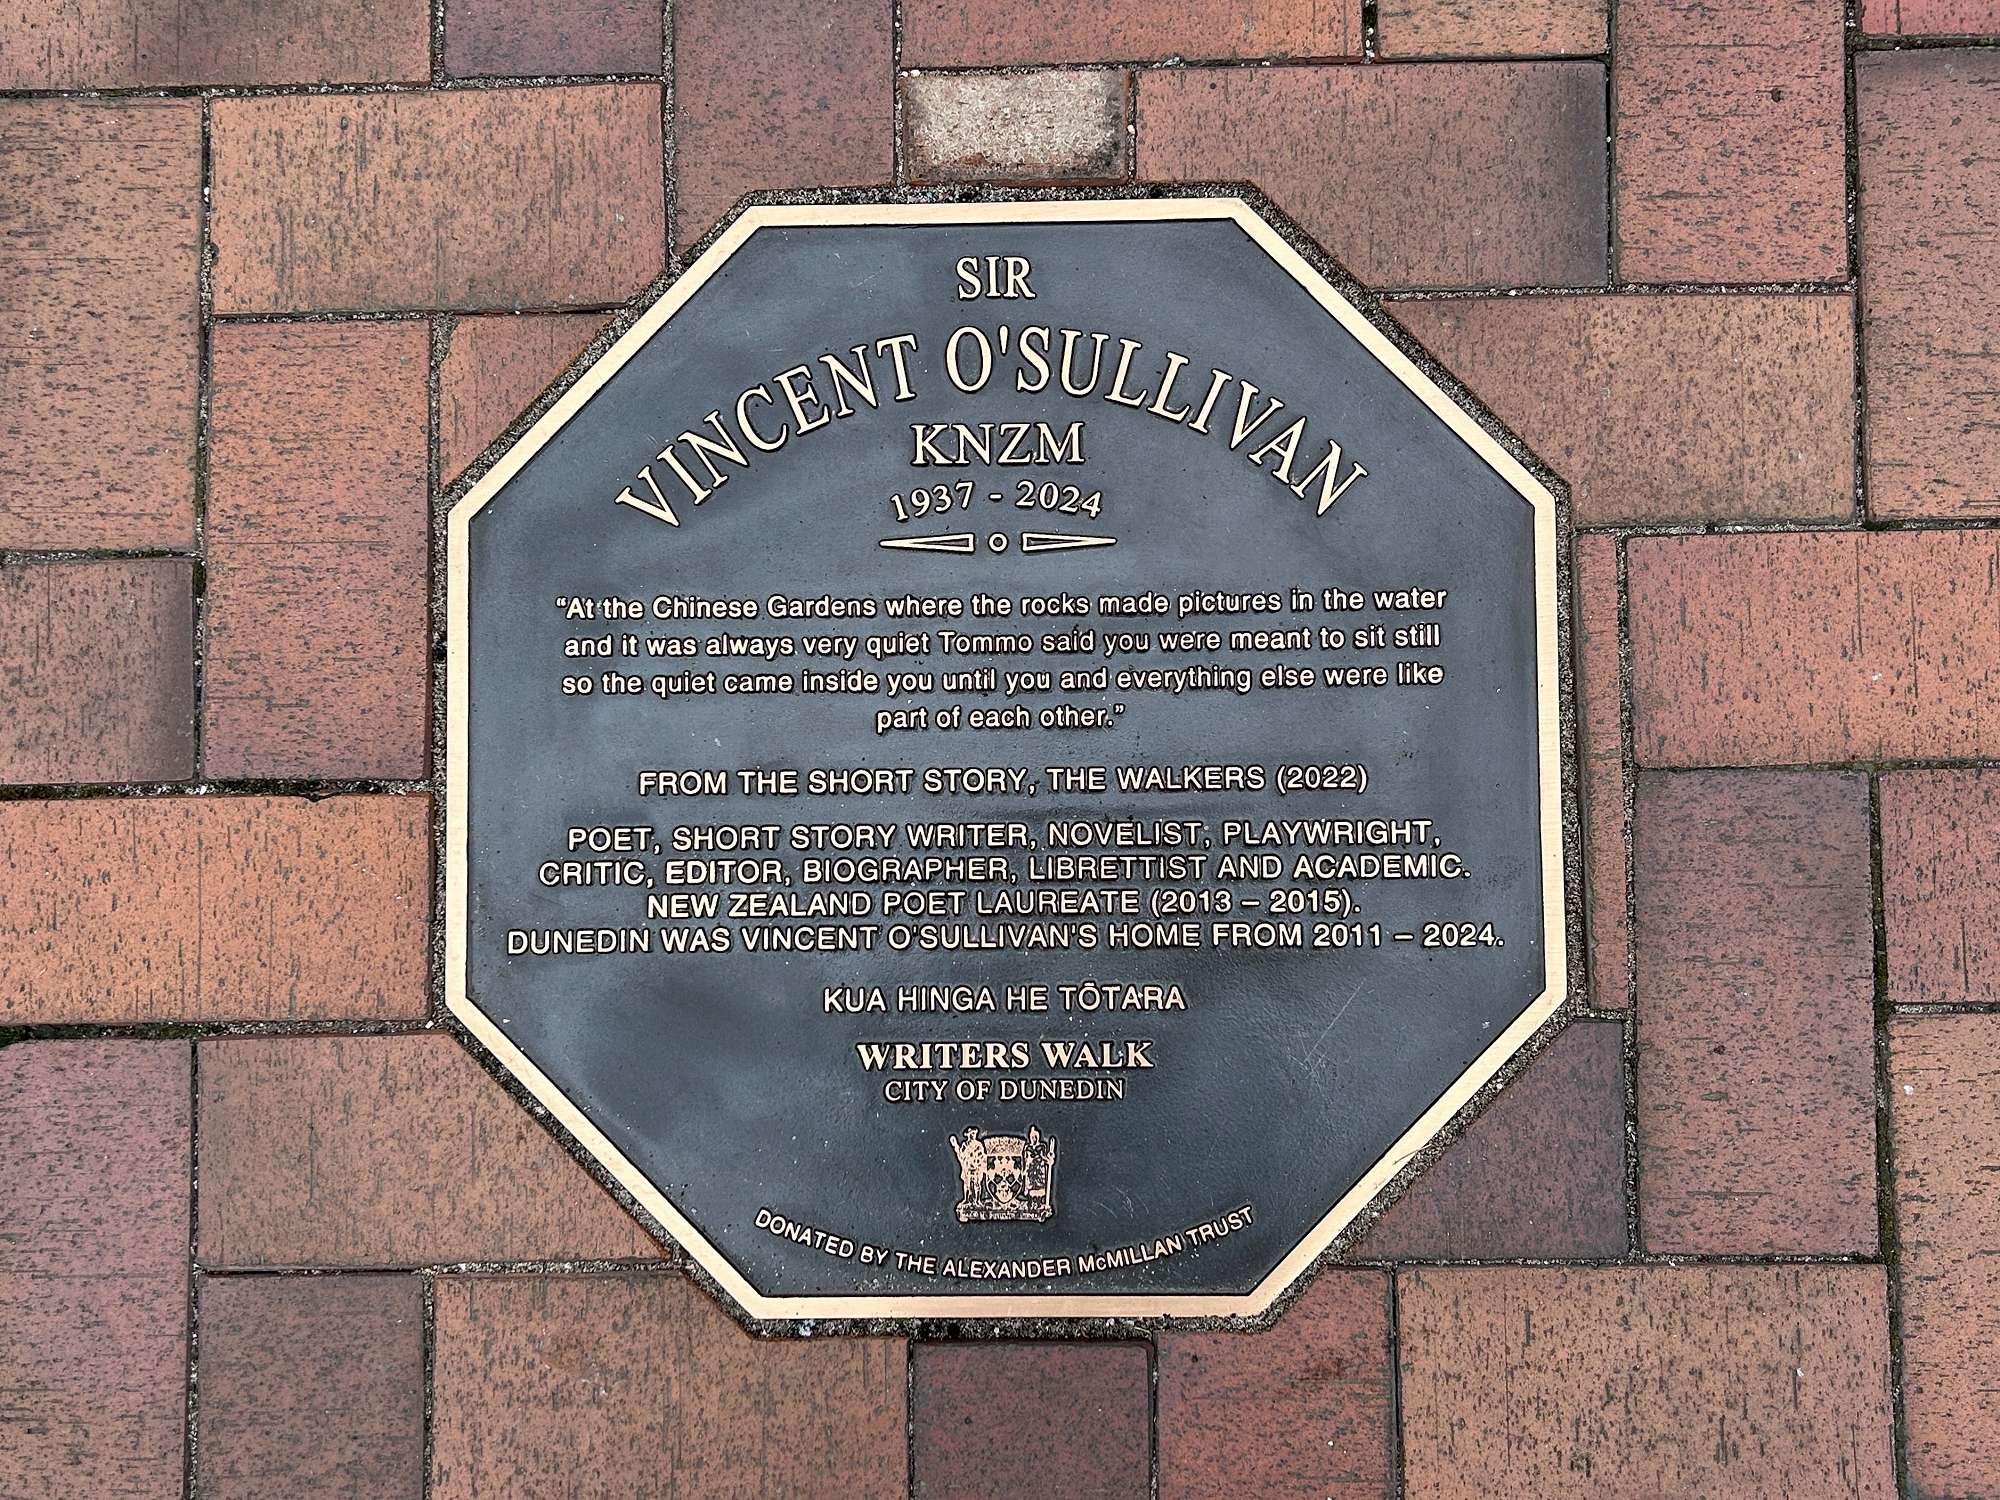 SIR
VINCENT O'SULLIVAN
KNZM
1937 - 2024
“At the Chinese Gardens where the rocks made pictures in the water
and it was always very quiet Tommo said you were meant to sit still
so the quiet came inside you until you and everything else were like
part of each other.”
FROM THE SHORT STORY, THE WALKERS (2022)
POET, SHORT STORY WRITER, NOVELIST, PLAYWRIGHT,
CRITIC, EDITOR, BIOGRAPHER, LIBRETTIST AND ACADEMIC.
NEW ZEALAND POET LAUREATE (2013 – 2015).
DUNEDIN WAS VINCENT O'SULLIVAN'S HOME FROM 2011 – 2024.
KUA HINGA HE TŌTARA
WRITERS WALK
CITY OF DUNEDIN
DONATED BY THE ALEXANDER McMILLAN TRUST